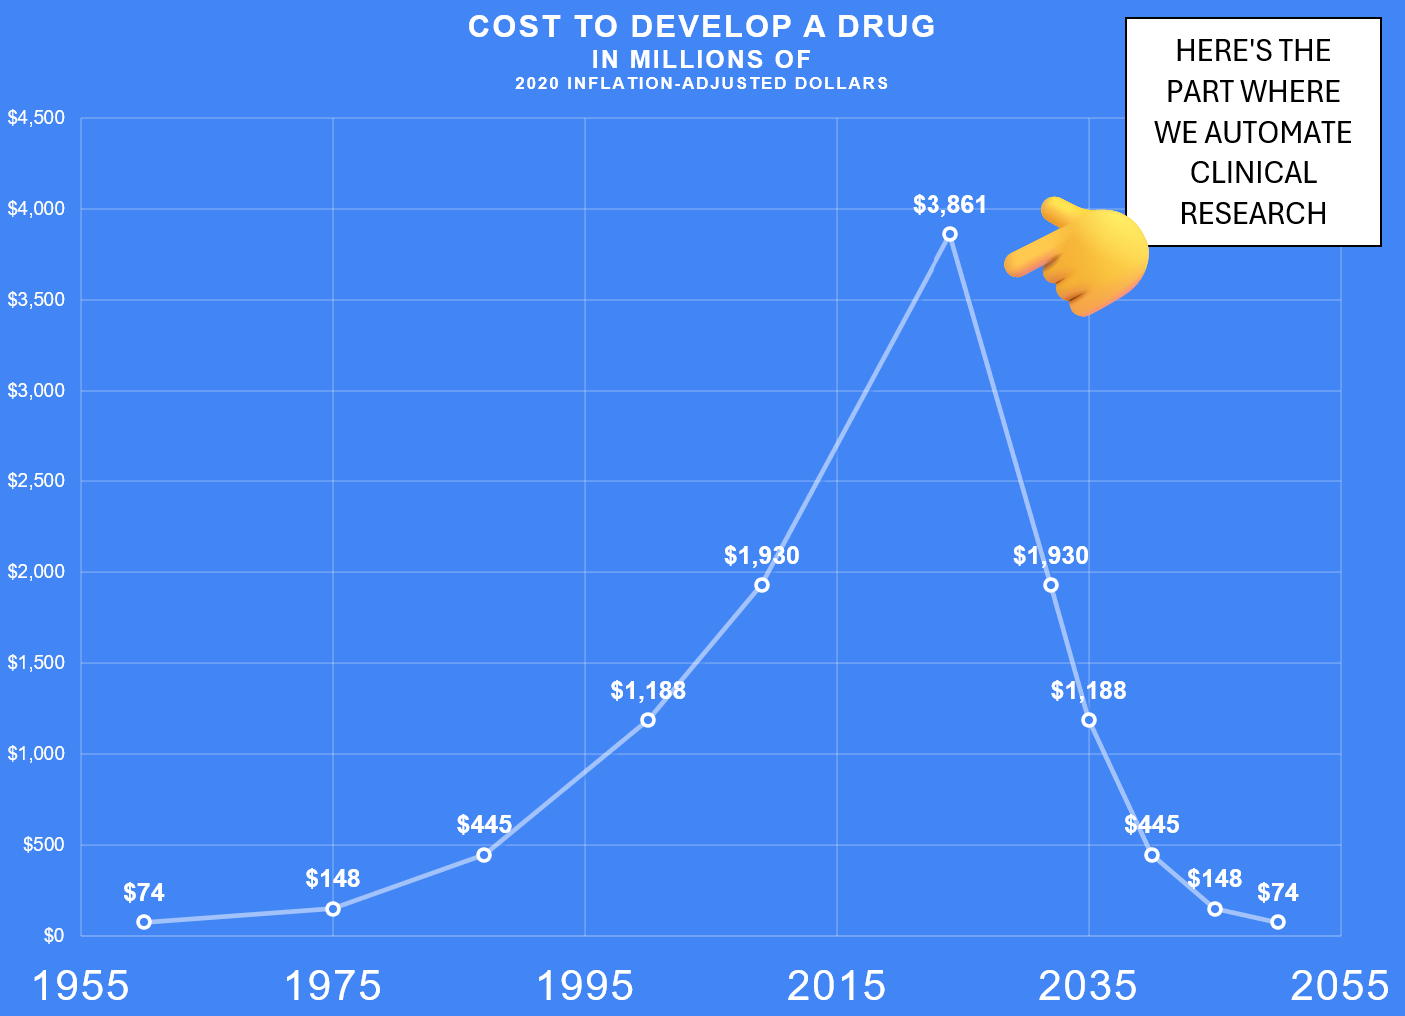 COST TO DEVELOP A DRUG
IN MILLIONS OF
2020 INFLATION-ADJUSTED DOLLARS
HERE'S THE
PART WHERE
WE AUTOMATE
CLINICAL
RESEARCH
$4,500
$4,000
$3,500
$3,000
$2,500
$2,000
$1,500
$1,000
$500
$0
$74
$148
$445
$1,188
$1,930
$3,861
$1,930
$1,188
$445
$148
$74
1955 1975 1995 2015 2035 2055